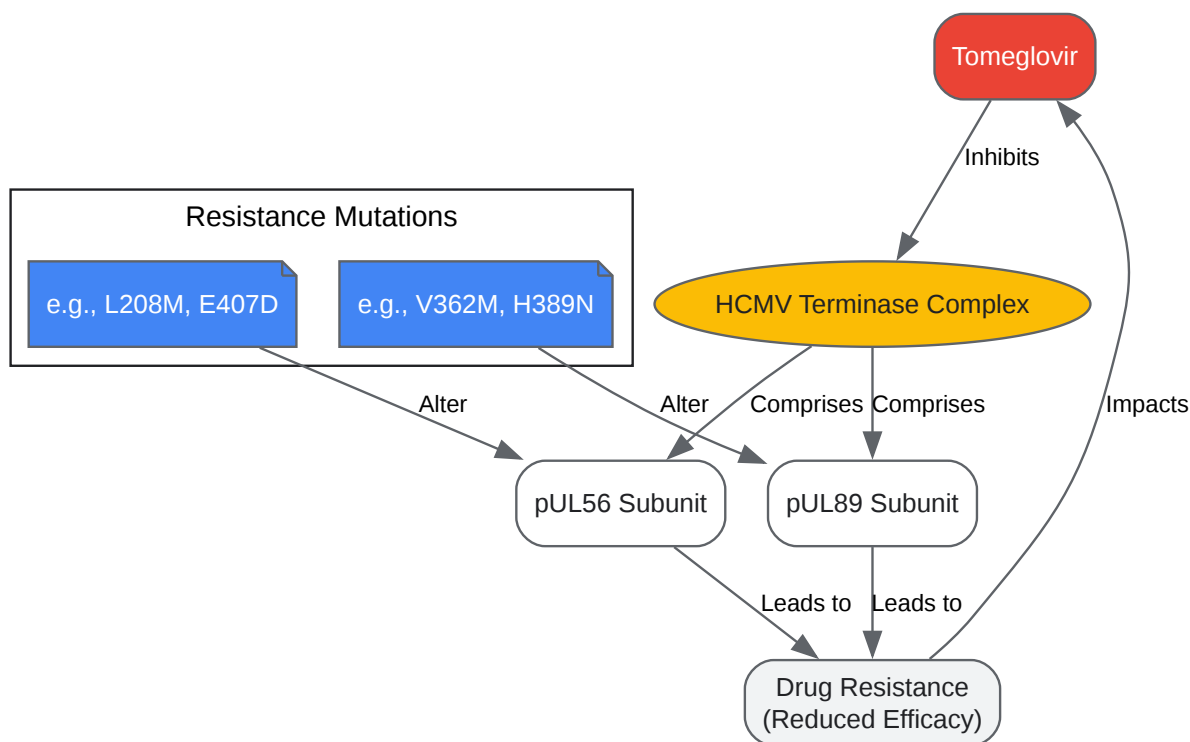 Tomeglovir
Inhibits
Resistance Mutations
e.g., L208M, E407D
e.g., V362M, H389N
HCMV Terminase Complex
Alter
Alter
Comprises
Comprises
Impacts
pUL56 Subunit
pUL89 Subunit
Leads to
Leads to
Drug Resistance
(Reduced Efficacy)